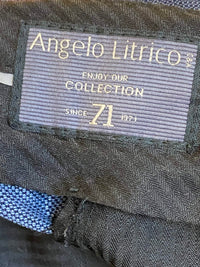 Angelo Litrico
ENJOY OUR
COLLECTION
SINCE 71 1971